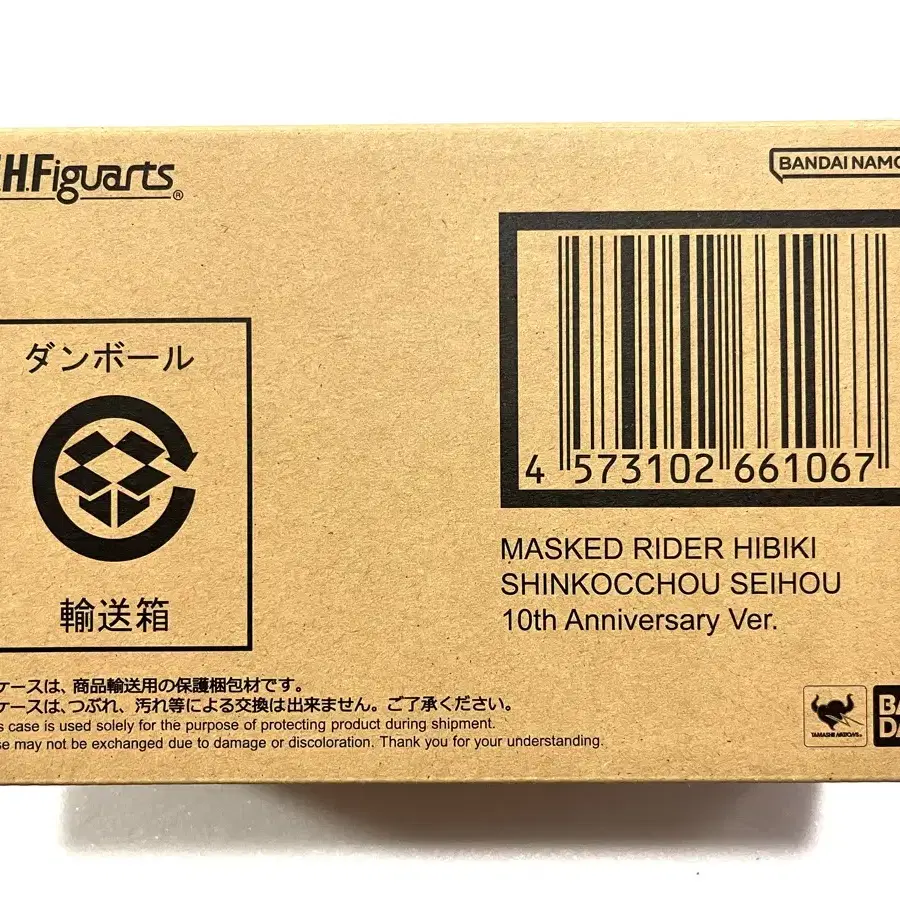 .H.Figuarts®
BANDAI NAMCO
ダンボール
輸送箱
4 573102 661067
MASKED RIDER HIBIKI
SHINKOCCHOU SEIHOU
10th Anniversary Ver.
ケースは、商品輸送用の保護梱包材です。
ケースは、つぶれ、汚れ等による交換は出来ません。ご了承ください。
s case is used solely for the purpose of protecting product during shipment.
se may not be exchanged due to damage or discoloration. Thank you for your understanding.
TAMASHII NATIONS
BA
DA